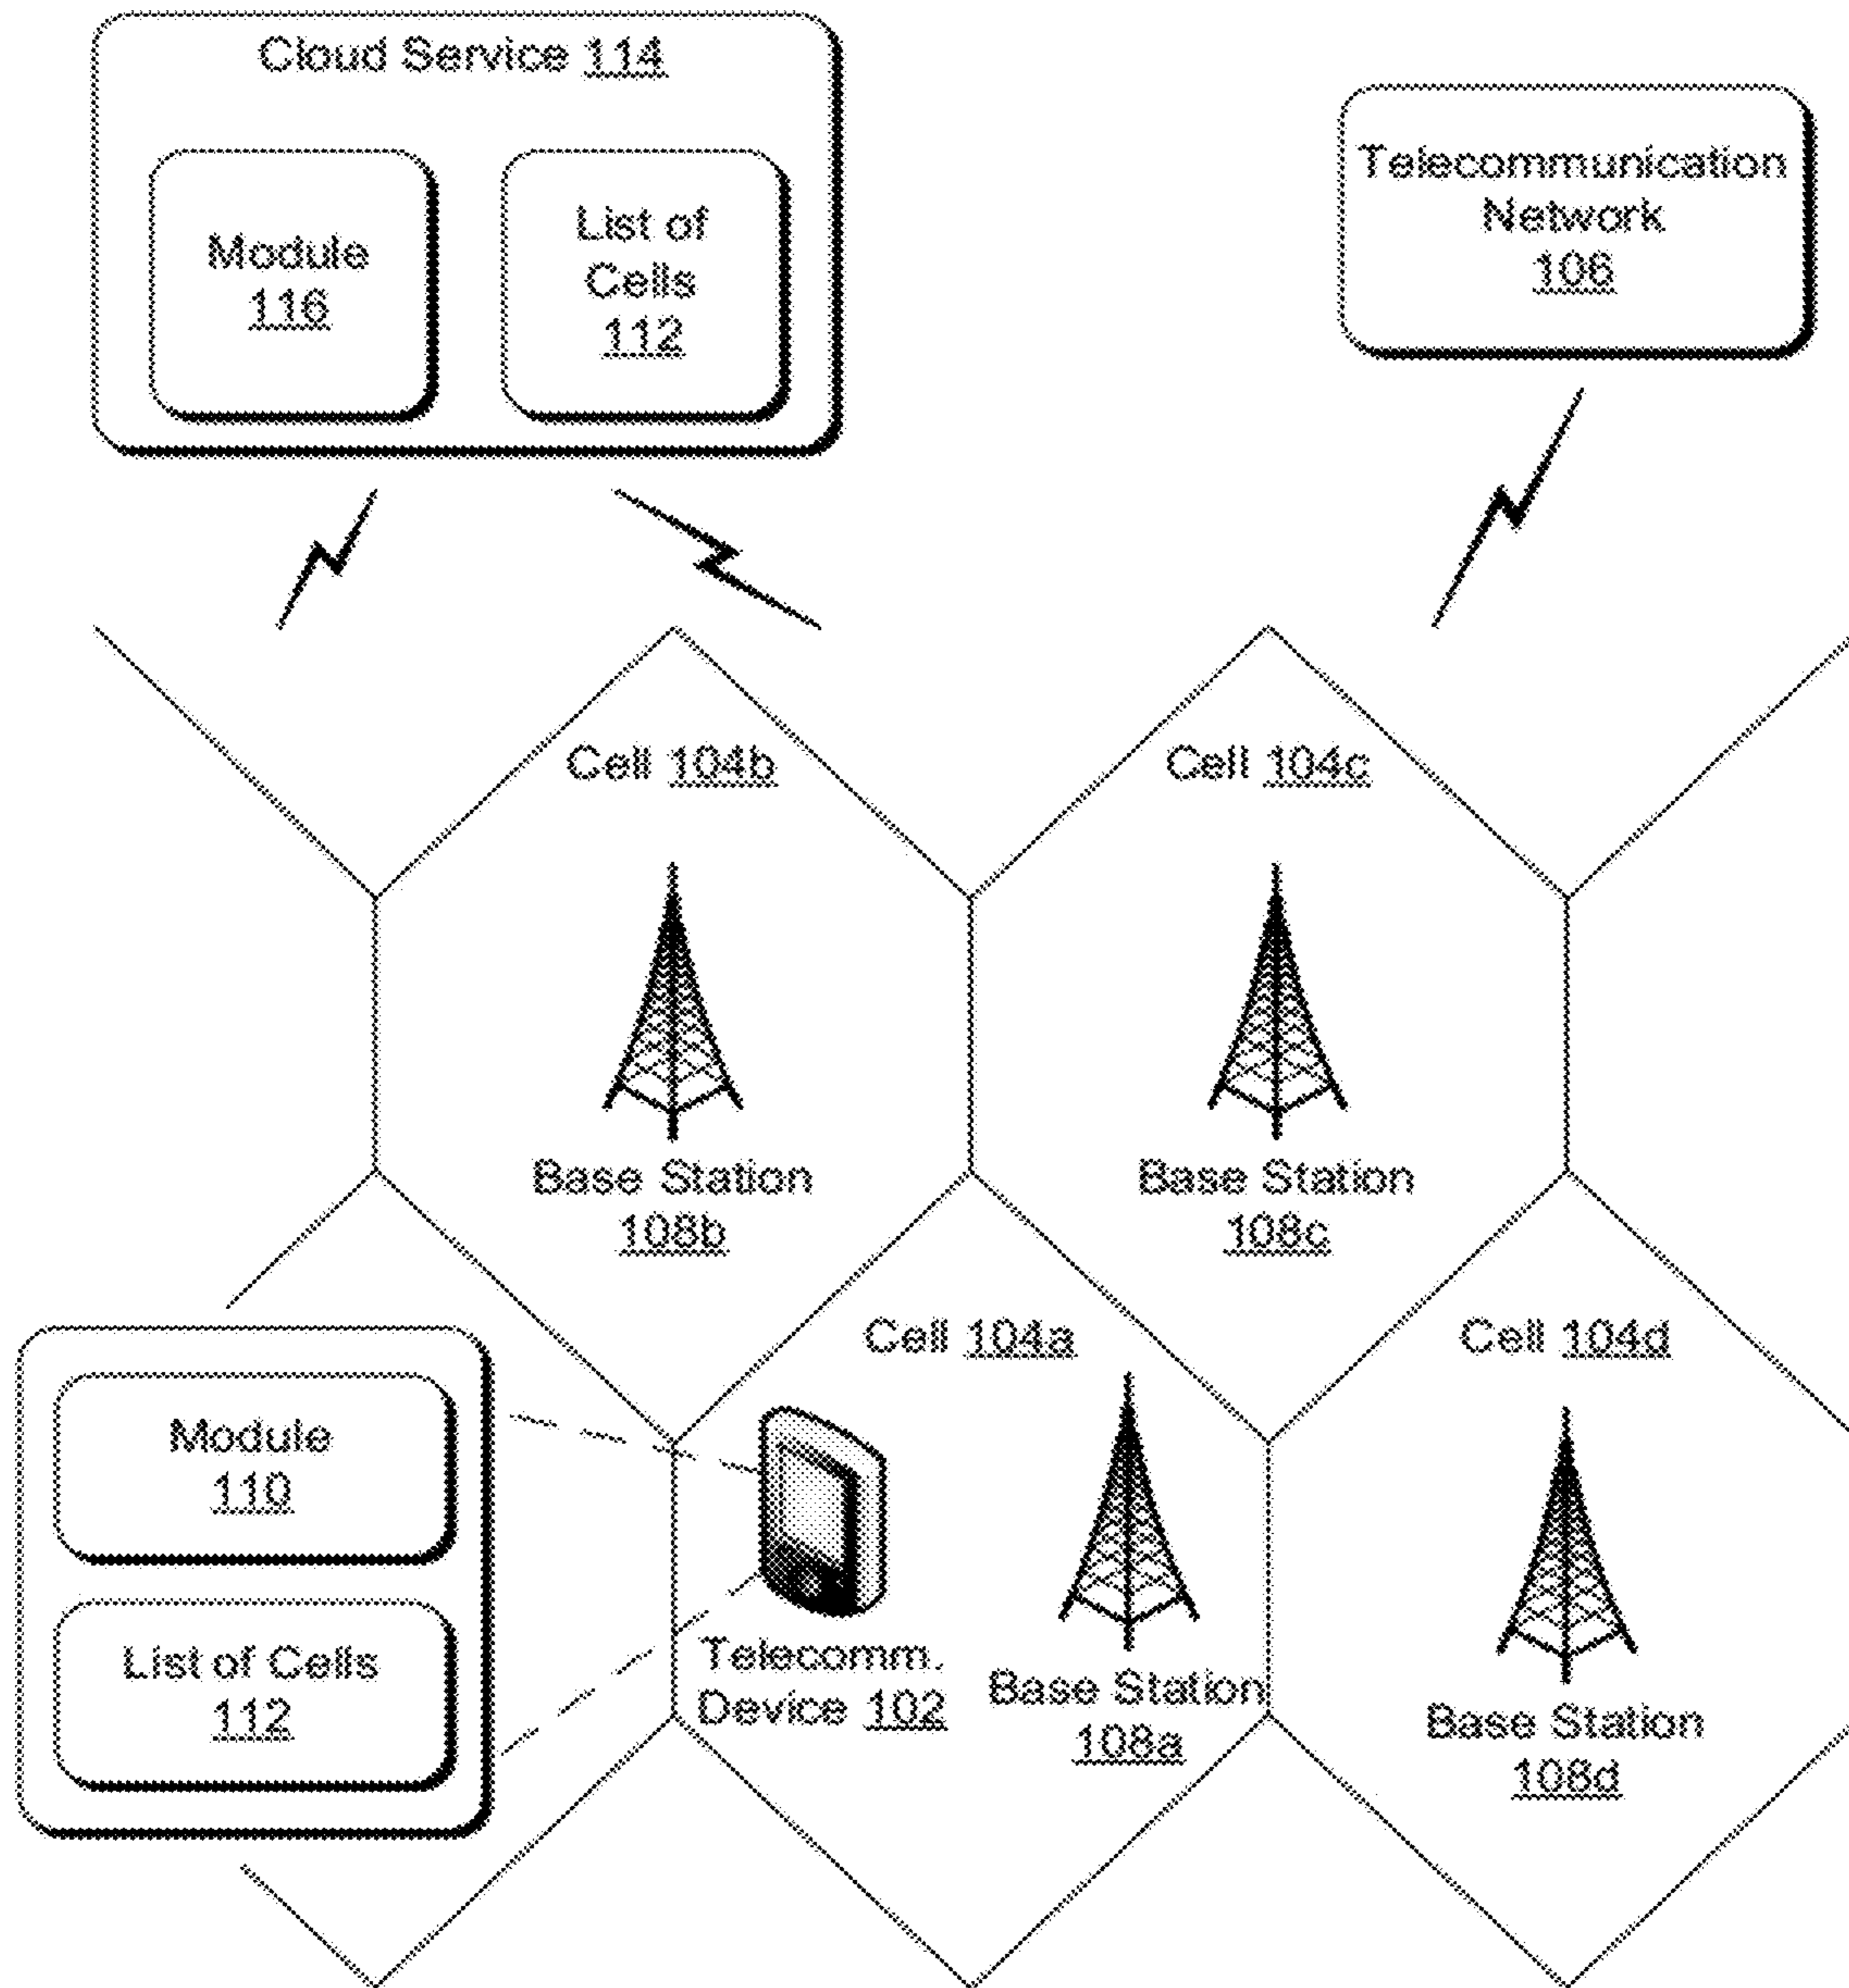 Cloud Service 114
Module
116
List of
Cells
112
Telecommunication
Network
106
Cell 104b
Cell 104c
Base Station
108b
Base Station
108c
Cell 104a
Cell 104d
Module
110
List of Cells
112
Telecomm.
Device 102
Base Station
108a
Base Station
108d